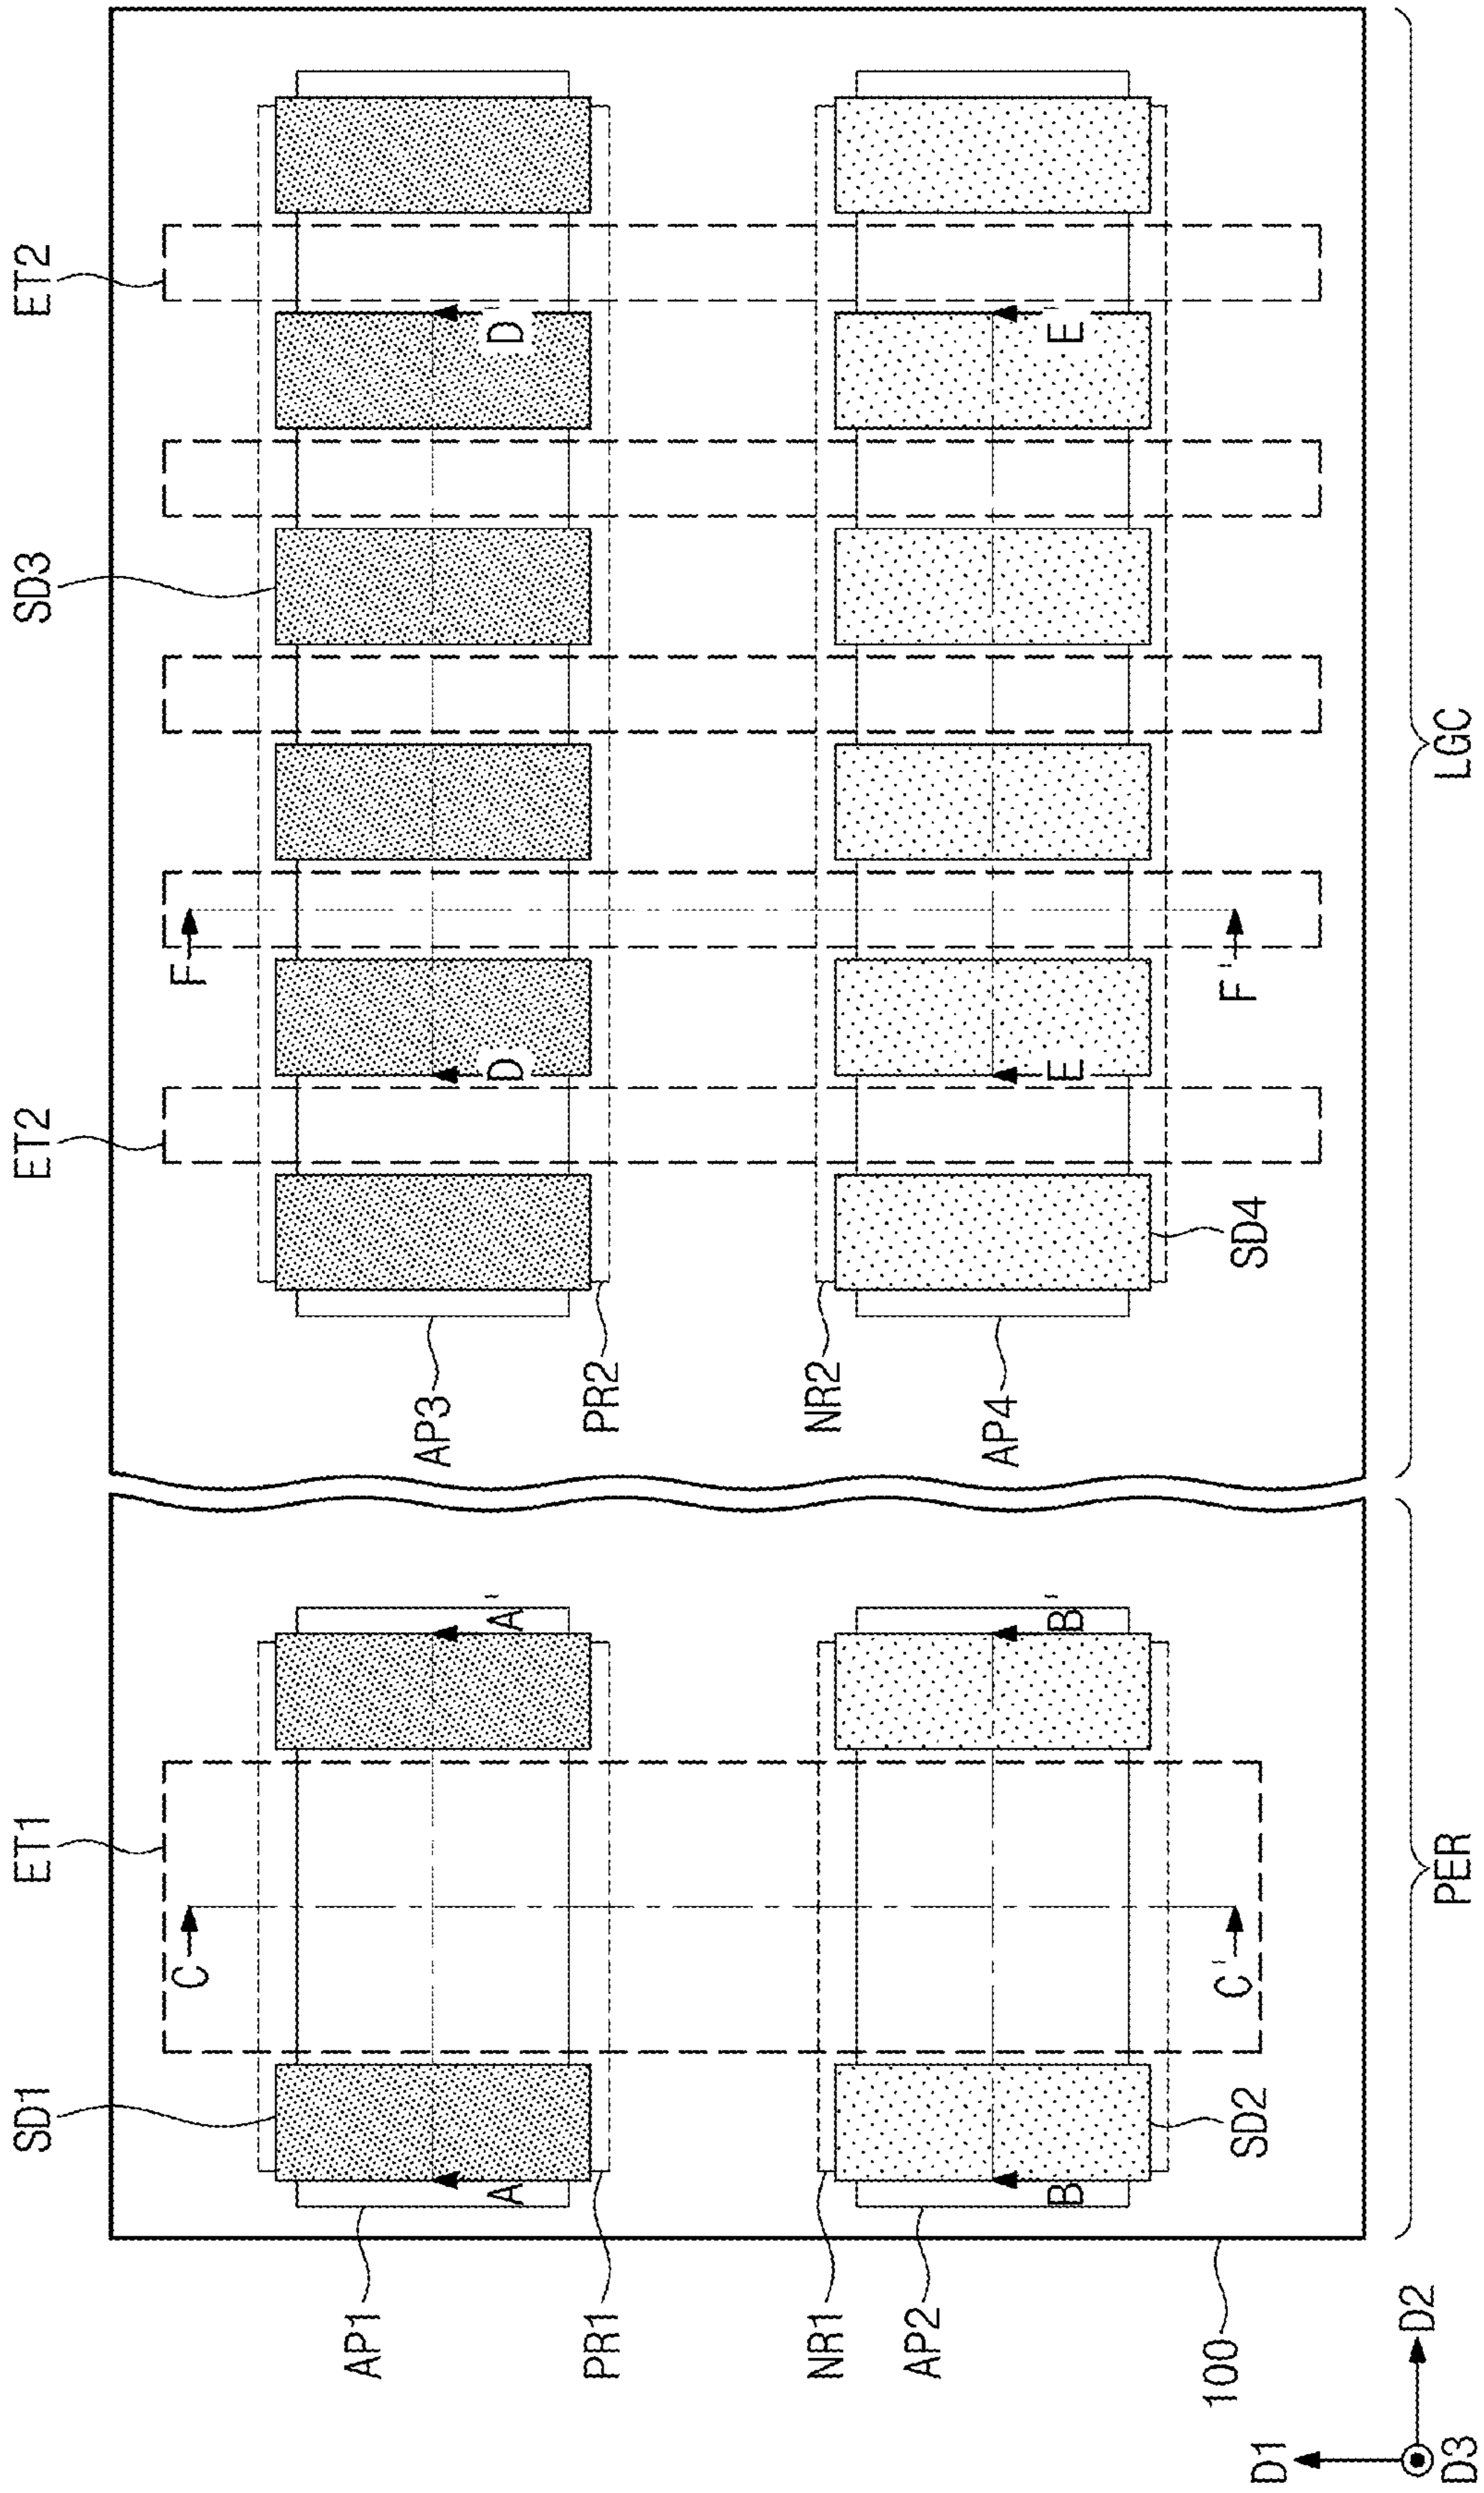 SD1
ET1
ET2
SD3
ET2
C
F
AP1
AP3
A
A'
D
D'
PR1
PR2
NR1
NR2
AP2
AP4
B
B'
E
E'
C'
F'
100
SD2
SD4
D1
D2
D3
PER
LGC